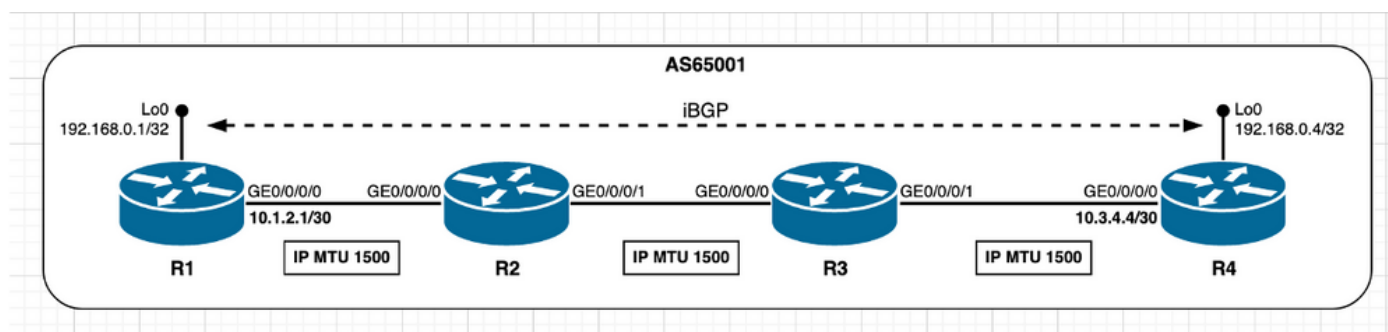 AS65001
iBGP
Lo0
192.168.0.1/32
Lo0
192.168.0.4/32
GE0/0/0/0
GE0/0/0/0
GE0/0/0/1
GE0/0/0/0
GE0/0/0/1
GE0/0/0/0
10.1.2.1/30
10.3.4.4/30
IP MTU 1500
IP MTU 1500
IP MTU 1500
R1
R2
R3
R4